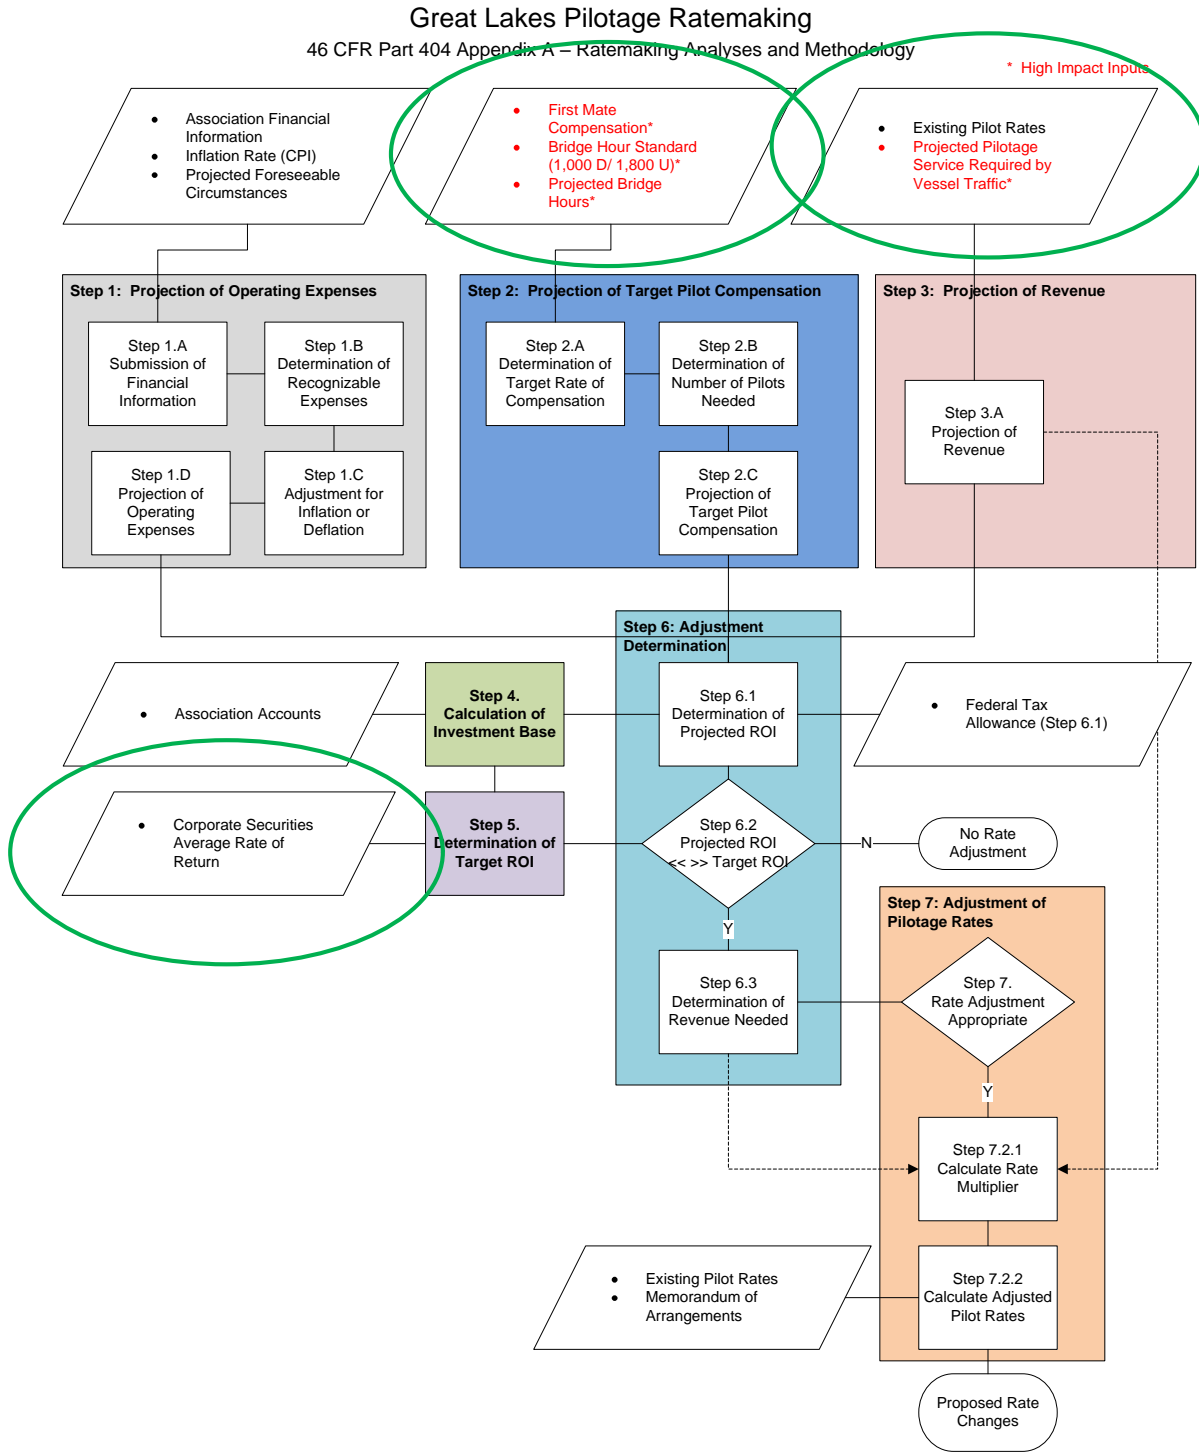 Great Lakes Pilotage Ratemaking
46 CFR Part 404 Appendix A – Ratemaking Analyses and Methodology
* High Impact Inputs
• Association Financial
Information
• Inflation Rate (CPI)
• Projected Foreseeable
Circumstances
• First Mate
Compensation*
• Bridge Hour Standard
(1,000 D/ 1,800 U)*
• Projected Bridge
Hours*
• Existing Pilot Rates
• Projected Pilotage
Service Required by
Vessel Traffic*
Step 1: Projection of Operating Expenses
Step 1.A
Submission of
Financial
Information
Step 1.B
Determination of
Recognizable
Expenses
Step 1.D
Projection of
Operating
Expenses
Step 1.C
Adjustment for
Inflation or
Deflation
Step 2: Projection of Target Pilot Compensation
Step 2.A
Determination of
Target Rate of
Compensation
Step 2.B
Determination of
Number of Pilots
Needed
Step 2.C
Projection of
Target Pilot
Compensation
Step 3: Projection of Revenue
Step 3.A
Projection of
Revenue
Step 6: Adjustment
Determination
• Association Accounts
Step 4.
Calculation of
Investment Base
Step 6.1
Determination of
Projected ROI
• Federal Tax
Allowance (Step 6.1)
• Corporate Securities
Average Rate of
Return
Step 5.
Determination of
Target ROI
Step 6.2
Projected ROI
<< >> Target ROI
N
No Rate
Adjustment
Y
Step 6.3
Determination of
Revenue Needed
Step 7: Adjustment of
Pilotage Rates
Step 7.
Rate Adjustment
Appropriate
Y
Step 7.2.1
Calculate Rate
Multiplier
• Existing Pilot Rates
• Memorandum of
Arrangements
Step 7.2.2
Calculate Adjusted
Pilot Rates
Proposed Rate
Changes